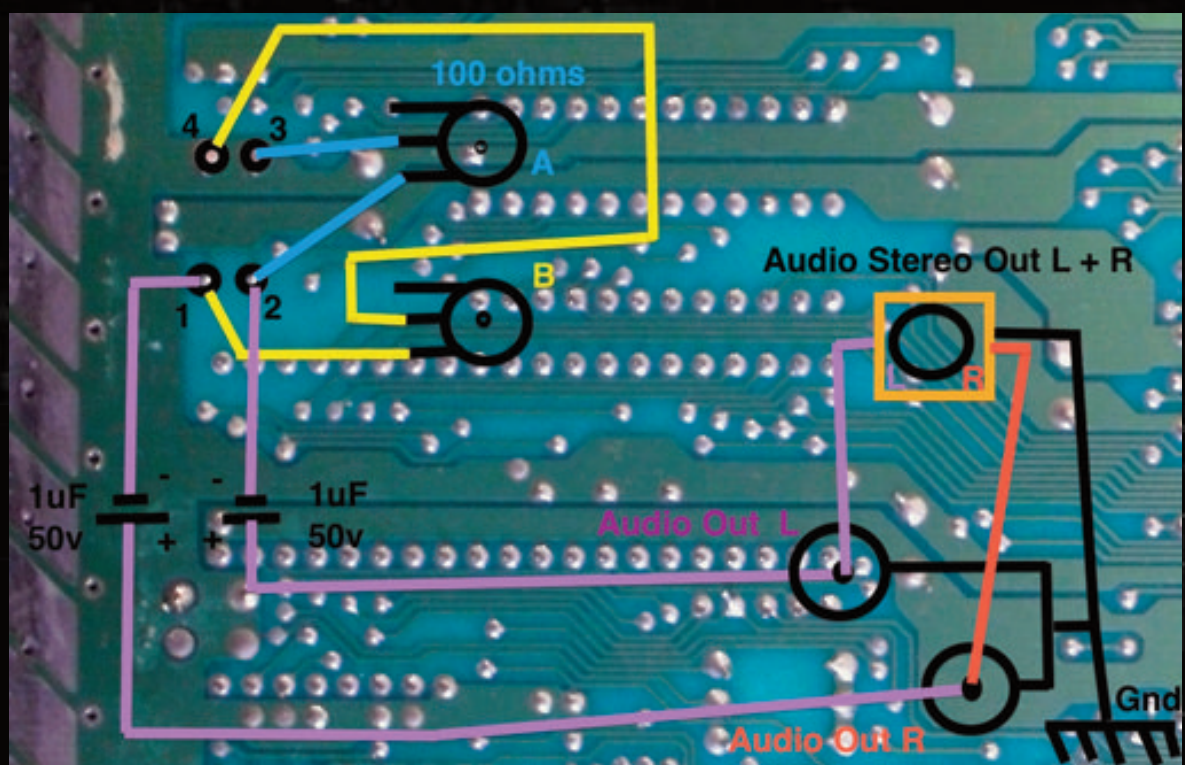 100 ohms
4
3
A
B
1
2
Audio Stereo Out L + R
L
R
- -
1uF
50v
+ +
1uF
50v
Audio Out L
Audio Out R
Gnd